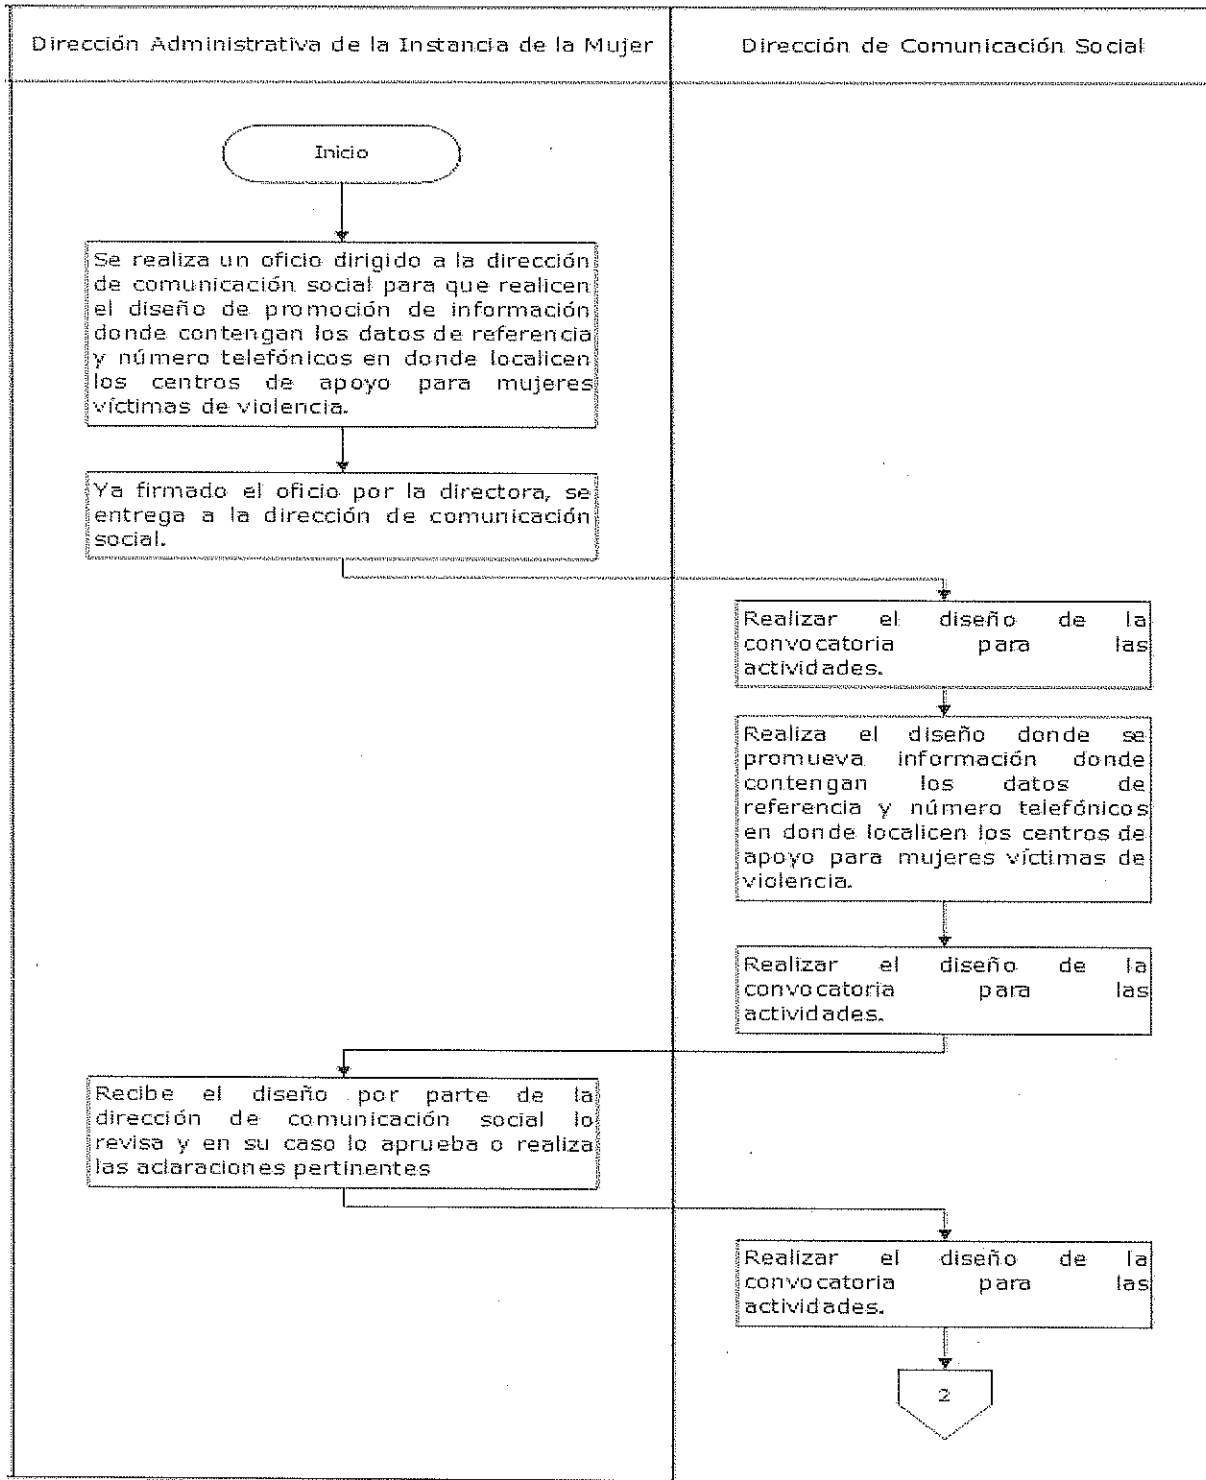 Dirección Administrativa de la Instancia de la Mujer
Dirección de Comunicación Social
Inicio
Se realiza un oficio dirigido a la dirección
de comunicación social para que realicen
el diseño de promoción de información
donde contengan los datos de referencia
y número telefónicos en donde localicen
los centros de apoyo para mujeres
víctimas de violencia.
Ya firmado el oficio por la directora, se
entrega a la dirección de comunicación
social.
Realizar el diseño de la
convocatoria para las
actividades.
Realiza el diseño donde se
promueva información donde
contengan los datos de
referencia y número telefónicos
en donde localicen los centros de
apoyo para mujeres víctimas de
violencia.
Realizar el diseño de la
convocatoria para las
actividades.
Recibe el diseño por parte de la
dirección de comunicación social lo
revisa y en su caso lo aprueba o realiza
las aclaraciones pertinentes
Realizar el diseño de la
convocatoria para las
actividades.
2